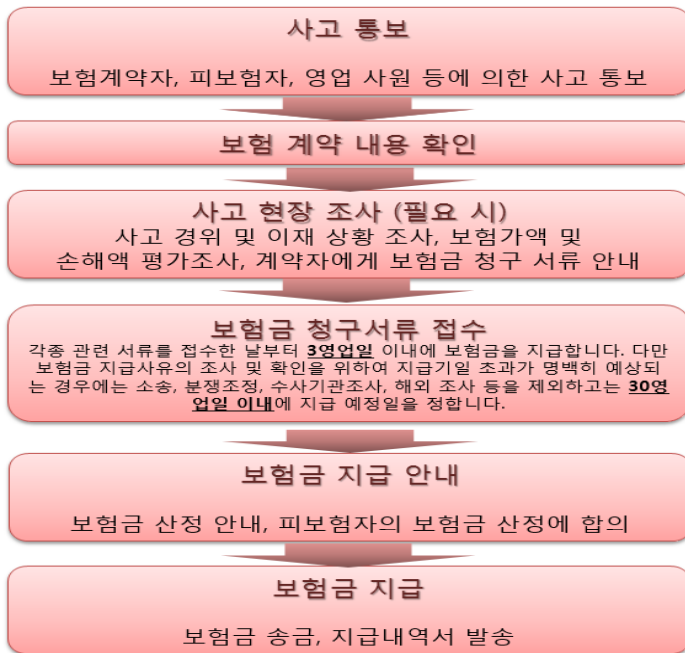 사고 통보
보험계약자, 피보험자, 영업 사원 등에 의한 사고 통보
보험 계약 내용 확인
사고 현장 조사 (필요 시)
사고 경위 및 이재 상황 조사, 보험가액 및
손해액 평가조사, 계약자에게 보험금 청구 서류 안내
보험금 청구서류 접수
각종 관련 서류를 접수한 날부터 3영업일 이내에 보험금을 지급합니다. 다만
보험금 지급사유의 조사 및 확인을 위하여 지급기일 초과가 명백히 예상되
는 경우에는 소송, 분쟁조정, 수사기관조사, 해외 조사 등을 제외하고는 30영
업일 이내에 지급 예정일을 정합니다.
보험금 지급 안내
보험금 산정 안내, 피보험자의 보험금 산정에 합의
보험금 지급
보험금 송금, 지급내역서 발송